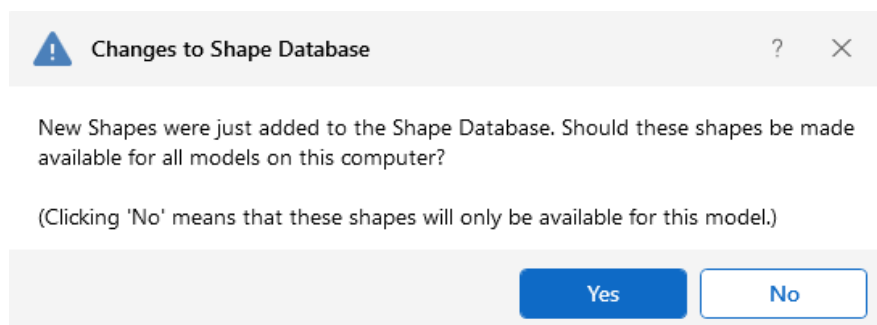 Changes to Shape Database
?
New Shapes were just added to the Shape Database. Should these shapes be made
available for all models on this computer?
(Clicking 'No' means that these shapes will only be available for this model.)
Yes
No